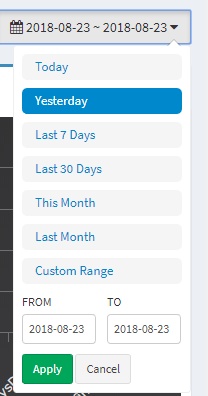 2018-08-23 ~ 2018-08-23
Today
Yesterday
Last 7 Days
Last 30 Days
This Month
Last Month
Custom Range
FROM TO
2018-08-23 2018-08-23
Apply Cancel